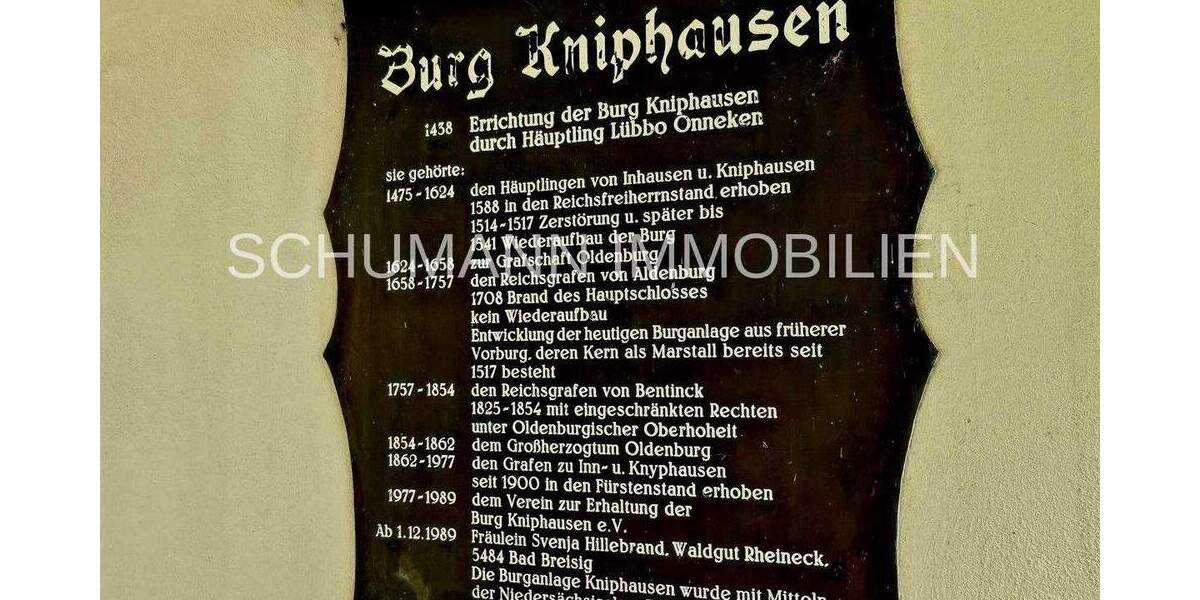 Burg Kniphausen
1438 Errichtung der Burg Kniphausen
durch Häuptling Lübbo Onneken
sie gehörte:
1475-1624 den Häuptlingen von Inhausen u. Kniphausen
1588 in den Reichsfreiherrnstand erhoben
1514-1517 Zerstörung u. später bis
1541 Wiederaufbau der Burg
SCHUMANN IMMOBILIEN
1624-1658 zur Grafschaft Oldenburg
1658-1757 den Reichsgrafen von Aldenburg
1708 Brand des Hauptschlosses
kein Wiederaufbau
Entwicklung der heutigen Burganlage aus früherer
Vorburg, deren Kern als Marstall bereits seit
1517 besteht
1757-1854 den Reichsgrafen von Bentinck
1825-1854 mit eingeschränkten Rechten
unter Oldenburgischer Oberhoheit
1854-1862 dem Großherzogtum Oldenburg
1862-1977 den Grafen zu Inn- u. Knyphausen
seit 1900 in den Fürstenstand erhoben
1977-1989 dem Verein zur Erhaltung der
Burg Kniphausen e.V.
Ab 1.12.1989 Fräulein Svenja Hillebrand, Waldgut Rheineck,
5484 Bad Breisig
Die Burganlage Kniphausen wurde mit Mitteln
der